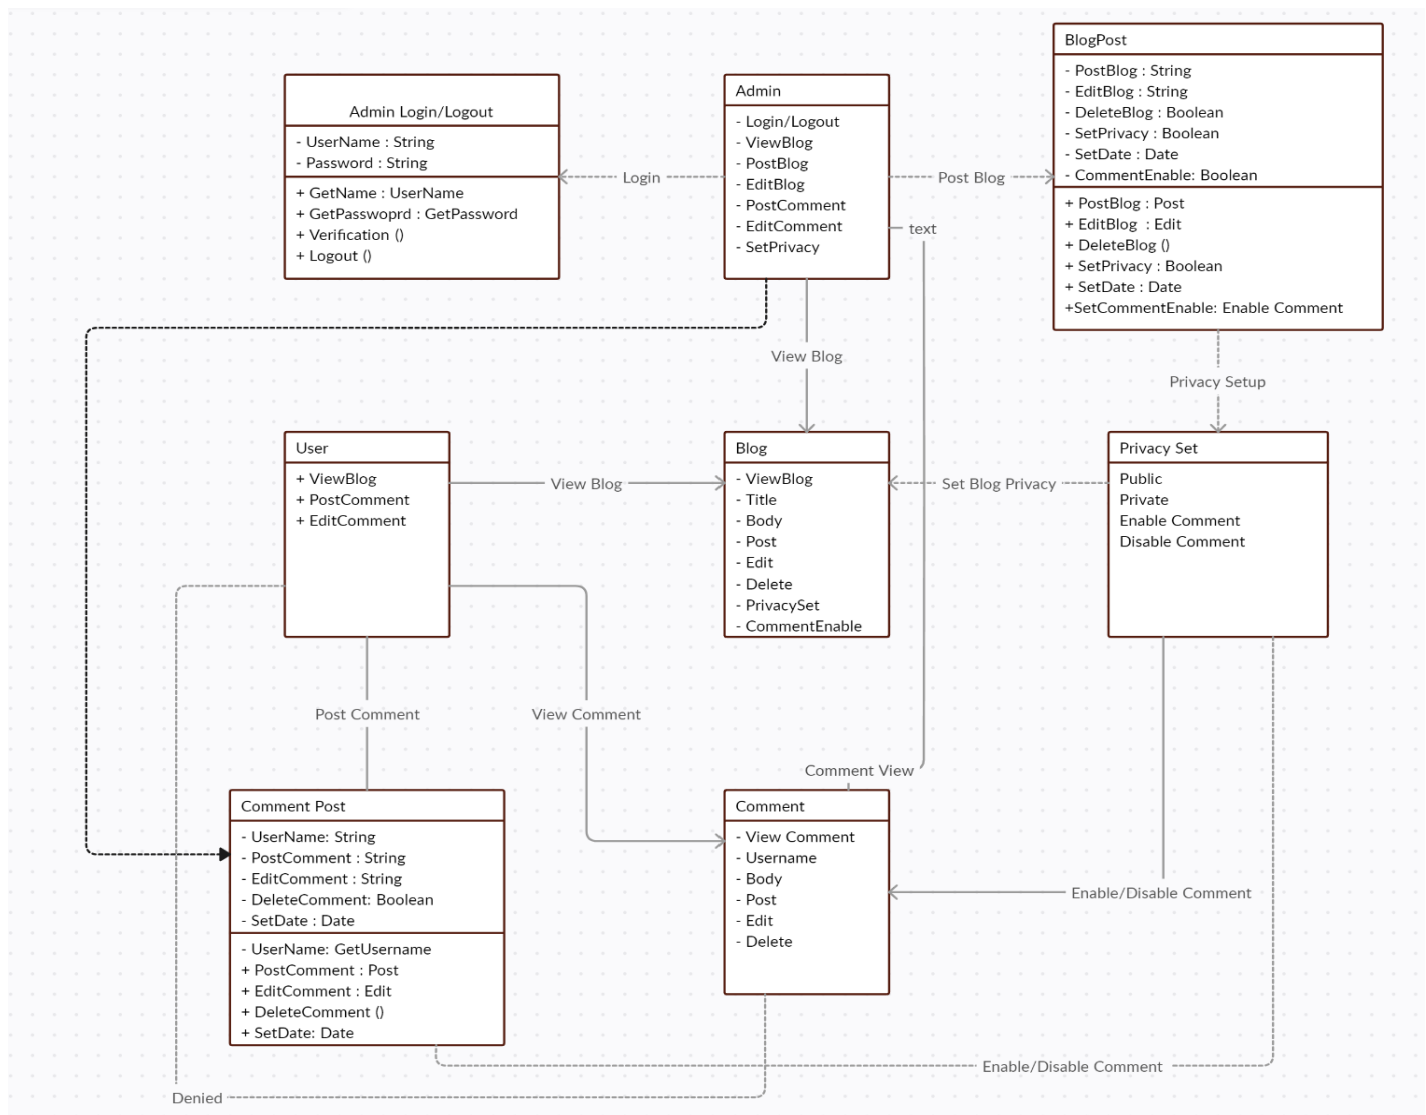 Admin Login/Logout
- UserName : String
- Password : String
+ GetName : UserName
+ GetPasswoprd : GetPassword
+ Verification ()
+ Logout ()
Login
Admin
- Login/Logout
- ViewBlog
- PostBlog
- EditBlog
- PostComment
- EditComment
- SetPrivacy
Post Blog
text
BlogPost
- PostBlog : String
- EditBlog : String
- DeleteBlog : Boolean
- SetPrivacy : Boolean
- SetDate : Date
- CommentEnable: Boolean
+ PostBlog : Post
+ EditBlog  : Edit
+ DeleteBlog ()
+ SetPrivacy : Boolean
+ SetDate : Date
+SetCommentEnable: Enable Comment
View Blog
Privacy Setup
User
+ ViewBlog
+ PostComment
+ EditComment
View Blog
Blog
- ViewBlog
- Title
- Body
- Post
- Edit
- Delete
- PrivacySet
- CommentEnable
Set Blog Privacy
Privacy Set
Public
Private
Enable Comment
Disable Comment
Post Comment
View Comment
Comment View
Comment Post
- UserName: String
- PostComment : String
- EditComment : String
- DeleteComment: Boolean
- SetDate : Date
- UserName: GetUsername
+ PostComment : Post
+ EditComment : Edit
+ DeleteComment ()
+ SetDate: Date
Comment
- View Comment
- Username
- Body
- Post
- Edit
- Delete
Enable/Disable Comment
Enable/Disable Comment
Denied